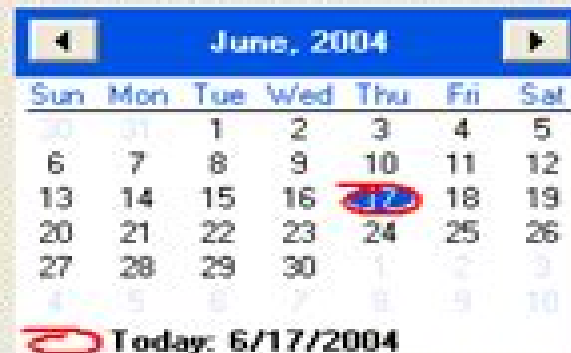 June, 2004
Sun Mon Tue Wed Thu Fri Sat
30 31 1 2 3 4 5
6 7 8 9 10 11 12
13 14 15 16 17 18 19
20 21 22 23 24 25 26
27 28 29 30 1 2 3
4 5 6 7 8 9 10
Today: 6/17/2004